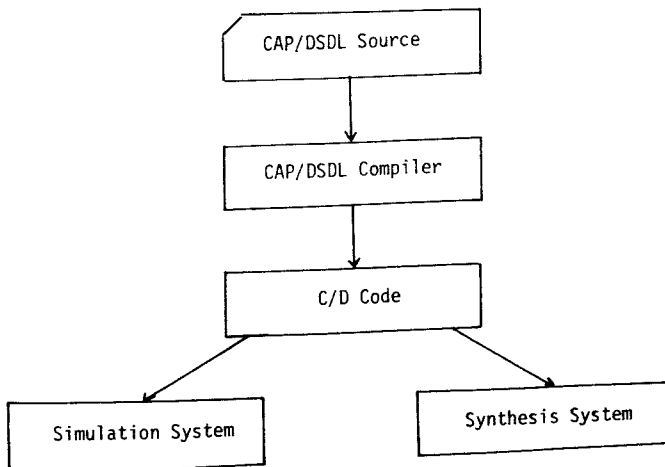 CAP/DSDL Source
CAP/DSDL Compiler
C/D Code
Simulation System
Synthesis System